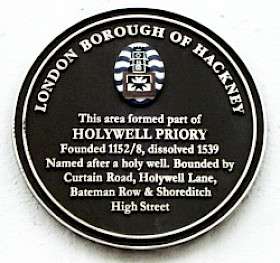 LONDON BOROUGH OF HACKNEY
This area formed part of
HOLYWELL PRIORY
Founded 1152/8, dissolved 1539
Named after a holy well. Bounded by
Curtain Road, Holywell Lane,
Bateman Row & Shoreditch
High Street